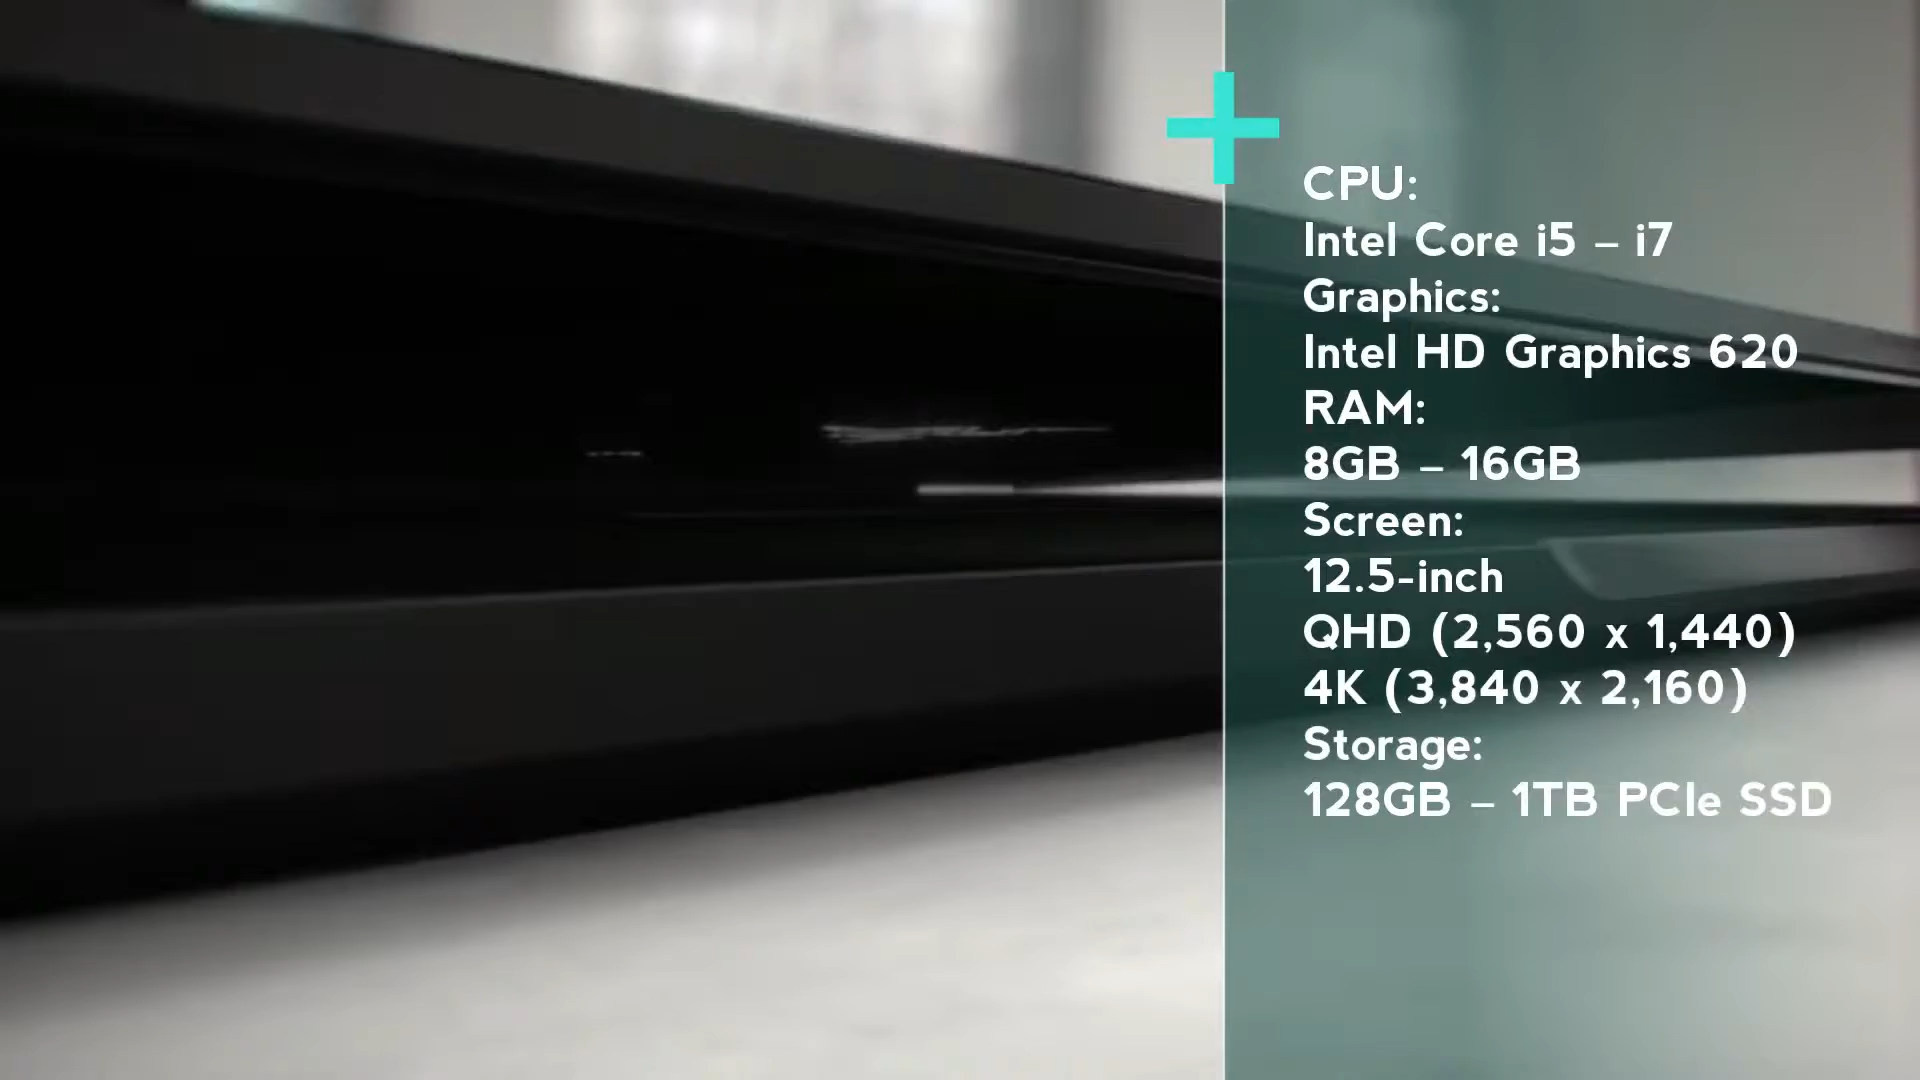 CPU:
Intel Core i5 – i7
Graphics:
Intel HD Graphics 620
RAM:
8GB – 16GB
Screen:
12.5-inch
QHD (2,560 x 1,440)
4K (3,840 x 2,160)
Storage:
128GB – 1TB PCIe SSD